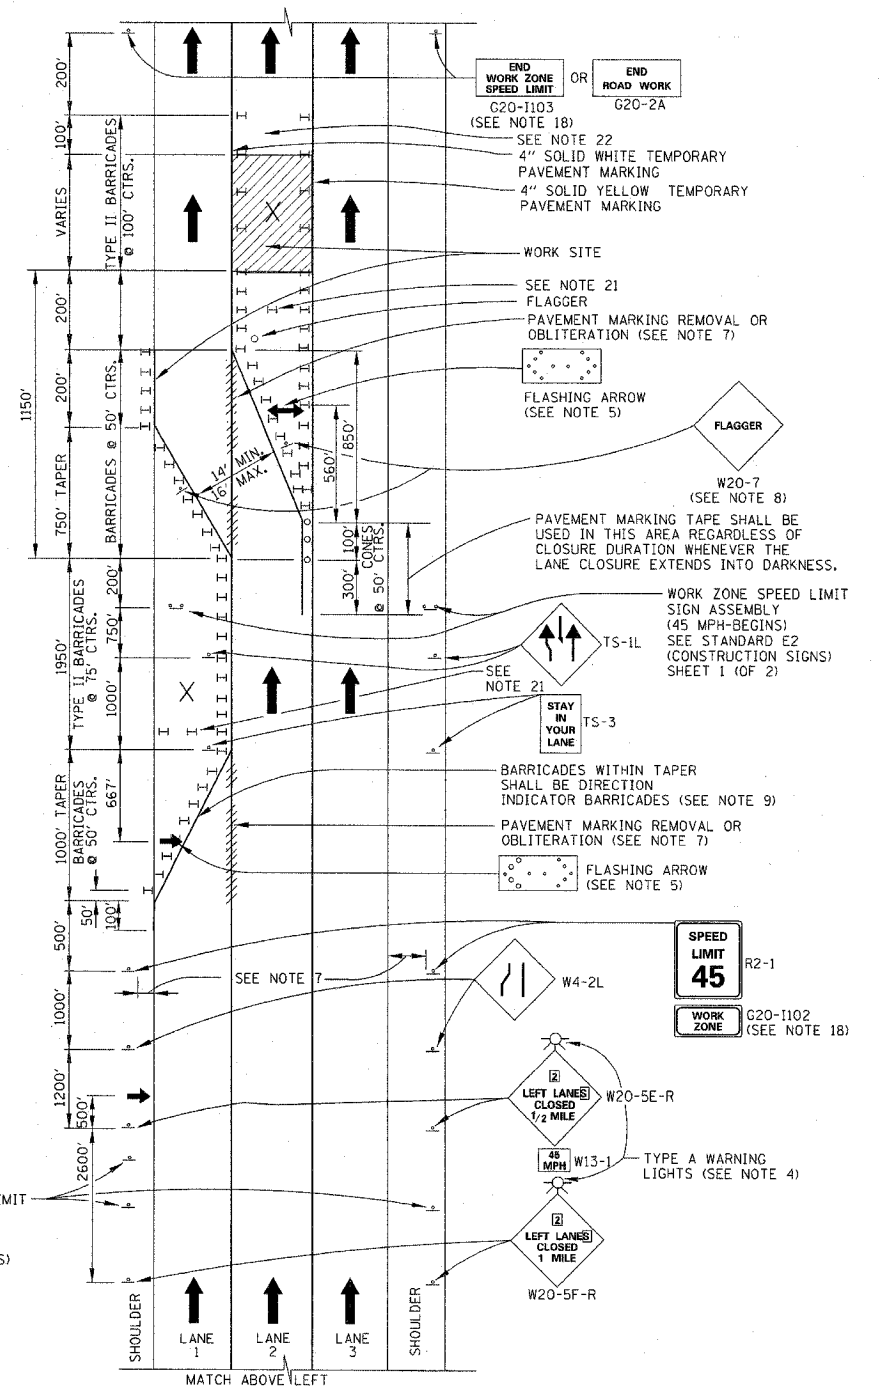 200'
END
WORK ZONE
SPEED LIMIT
OR
END
ROAD WORK
G20-I103
(SEE NOTE 18)
G20-2A
100'
TYPE II BARRICADES
@ 100' CTRS.
VARIES
SEE NOTE 22
4" SOLID WHITE TEMPORARY
PAVEMENT MARKING
4" SOLID YELLOW TEMPORARY
PAVEMENT MARKING
X
WORK SITE
SEE NOTE 21
FLAGGER
PAVEMENT MARKING REMOVAL OR
OBLITERATION (SEE NOTE 7)
FLASHING ARROW
(SEE NOTE 5)
200'
200'
1150'
750' TAPER
BARRICADES @ 50' CTRS.
14' MIN.
16' MAX.
560'
850'
FLAGGER
W20-7
(SEE NOTE 8)
100'
300'
CONES
@ 50' CTRS.
PAVEMENT MARKING TAPE SHALL BE
USED IN THIS AREA REGARDLESS OF
CLOSURE DURATION WHENEVER THE
LANE CLOSURE EXTENDS INTO DARKNESS.
200'
750'
1000'
1950'
TYPE II BARRICADES
@ 75' CTRS.
WORK ZONE SPEED LIMIT
SIGN ASSEMBLY
(45 MPH-BEGINS)
SEE STANDARD E2
(CONSTRUCTION SIGNS)
SHEET 1 (OF 2)
TS-1L
X
SEE
NOTE 21
STAY
IN
YOUR
LANE
TS-3
BARRICADES WITHIN TAPER
SHALL BE DIRECTION
INDICATOR BARRICADES (SEE NOTE 9)
1000' TAPER
BARRICADES
@ 50' CTRS.
667'
PAVEMENT MARKING REMOVAL OR
OBLITERATION (SEE NOTE 7)
FLASHING ARROW
(SEE NOTE 5)
50'
100'
500'
SEE NOTE 7
SPEED
LIMIT
45
R2-1
W4-2L
WORK
ZONE
G20-I102
(SEE NOTE 18)
1000'
1200'
500'
2
LEFT LANES
CLOSED
1/2 MILE
W20-5E-R
45
MPH
W13-1
TYPE A WARNING
LIGHTS (SEE NOTE 4)
2600'
IMIT
S)
2
LEFT LANES
CLOSED
1 MILE
W20-5F-R
SHOULDER
LANE
1
LANE
2
LANE
3
SHOULDER
MATCH ABOVE LEFT